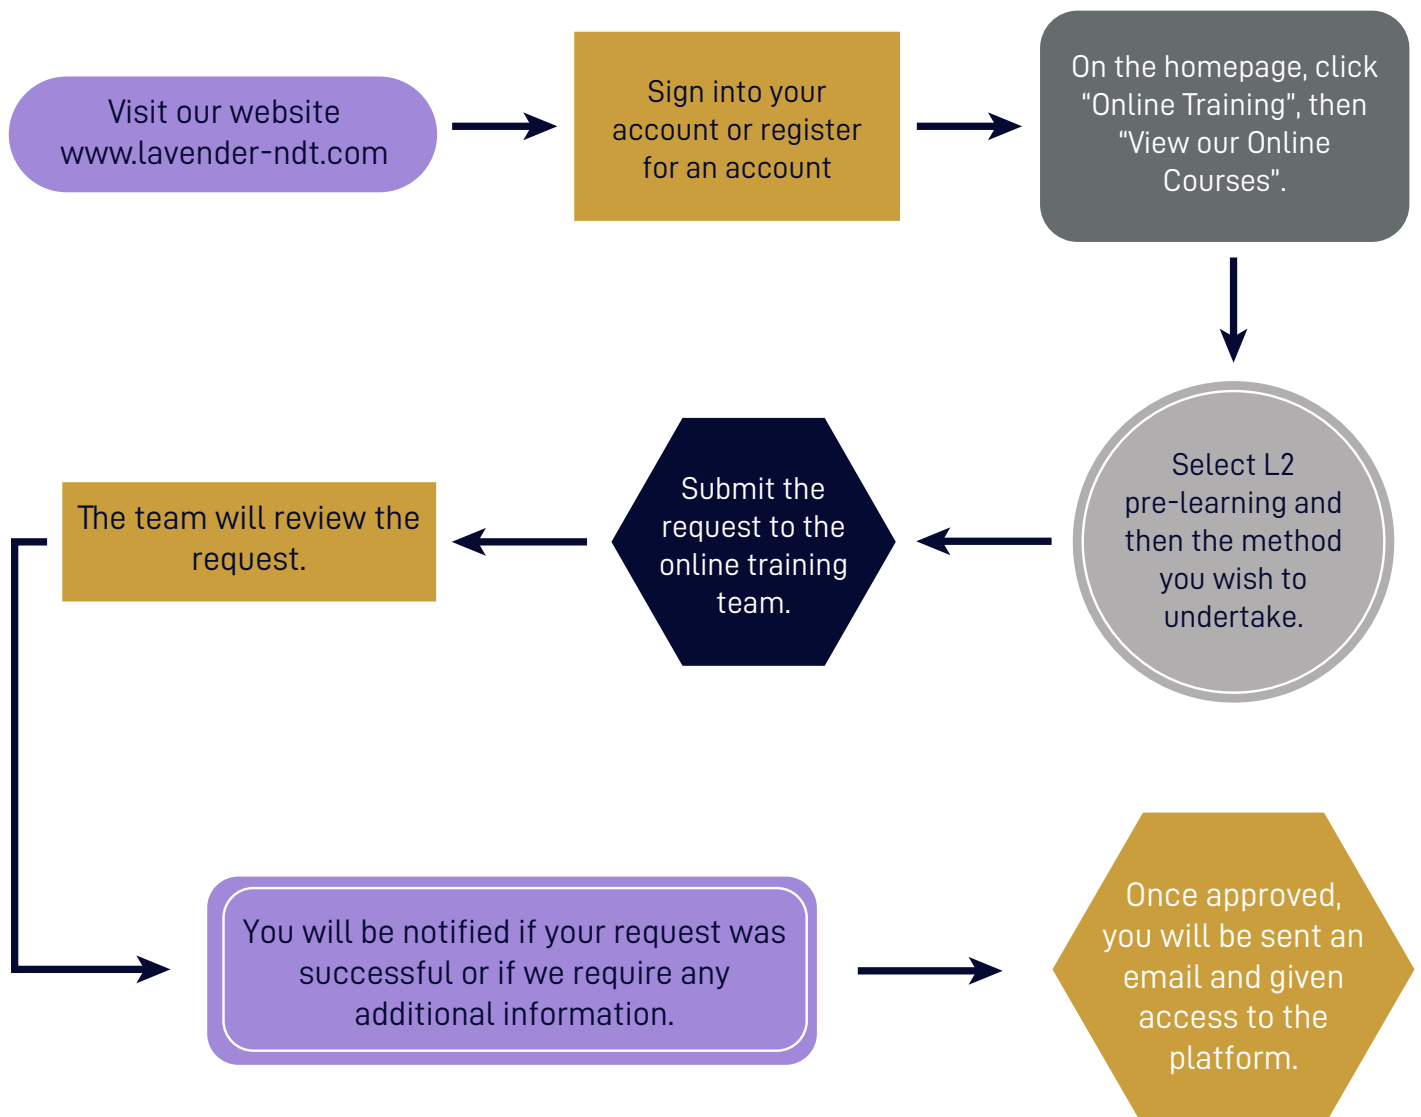 Visit our website
www.lavender-ndt.com
Sign into your
account or register
for an account
On the homepage, click
“Online Training”, then
“View our Online
Courses”.
Select L2
pre-learning and
then the method
you wish to
undertake.
Submit the
request to the
online training
team.
The team will review the
request.
You will be notified if your request was
successful or if we require any
additional information.
Once approved,
you will be sent an
email and given
access to the
platform.